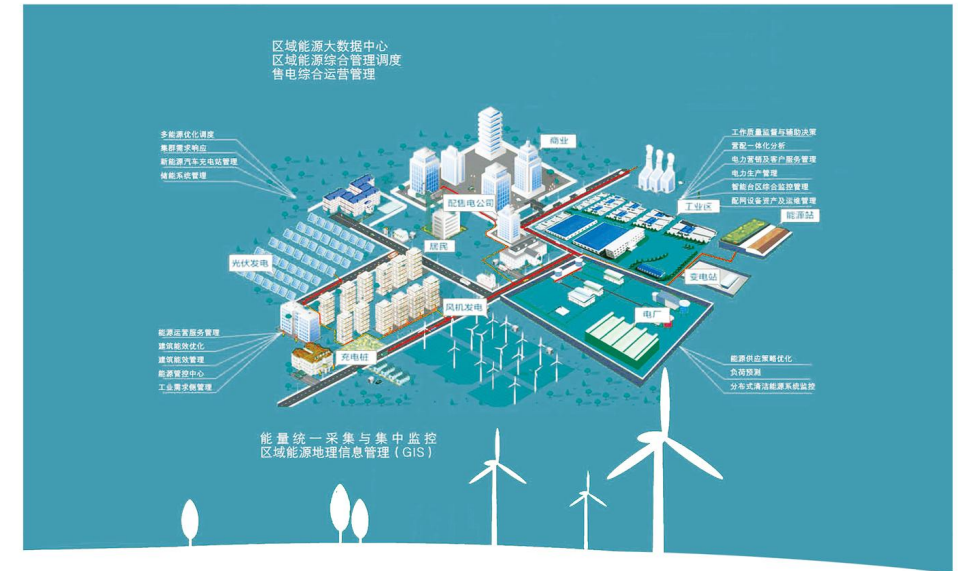 区域能源大数据中心
区域能源综合管理调度
售电综合运营管理
多能源优化调度
集群需求响应
新能源汽车充电站管理
储能系统管理
工作质量监督与辅助决策
营配一体化分析
电力营销及客户服务管理
电力生产管理
智能台区综合监控管理
配网设备资产及运维管理
商业
配售电公司
工业区
能源站
居民
光伏发电
变电站
风机发电
电厂
充电桩
能源运营服务管理
建筑能效优化
建筑能效管理
能源管控中心
工业需求侧管理
能源供应策略优化
负荷预测
分布式清洁能源系统监控
能量统一采集与集中监控
区域能源地理信息管理(GIS)